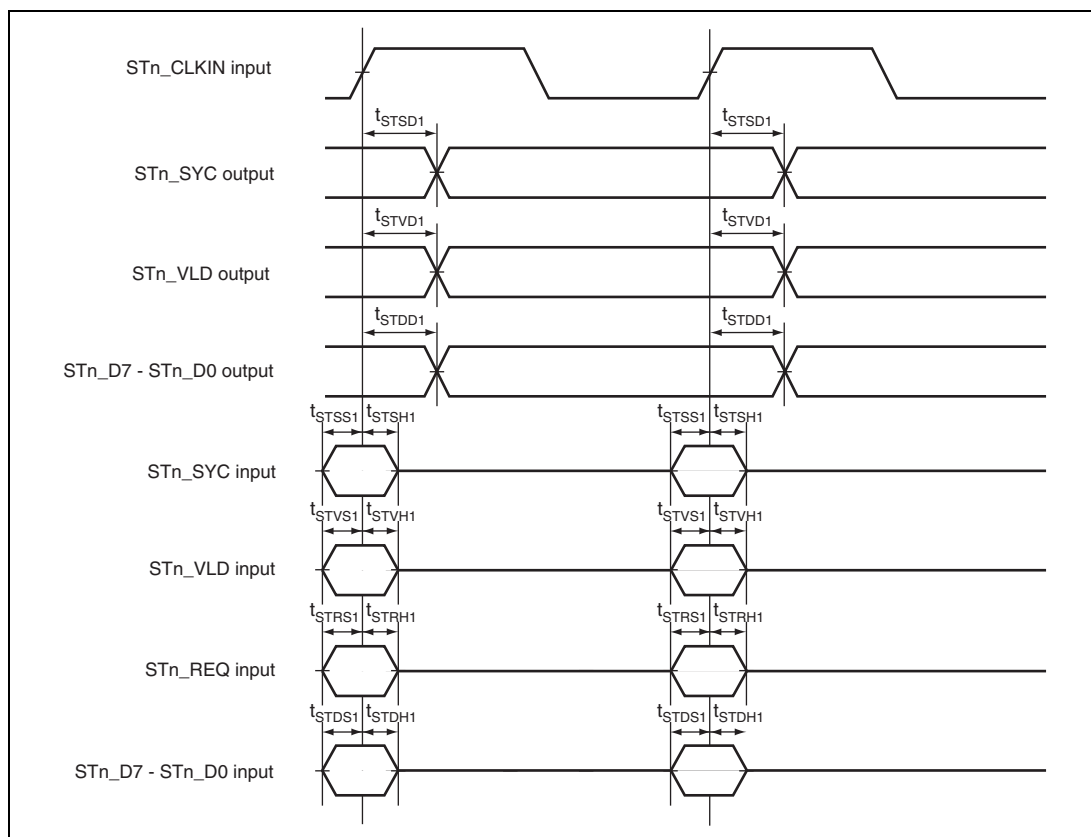 STn_CLKIN input
tSTSD1 tSTSD1
STn_SYC output
tSTVD1 tSTVD1
STn_VLD output
tSTDD1 tSTDD1
STn_D7 - STn_D0 output
tSTSS1 tSTSH1 tSTSS1 tSTSH1
STn_SYC input
tSTVS1 tSTVH1 tSTVS1 tSTVH1
STn_VLD input
tSTRS1 tSTRH1 tSTRS1 tSTRH1
STn_REQ input
tSTDS1 tSTDH1 tSTDS1 tSTDH1
STn_D7 - STn_D0 input